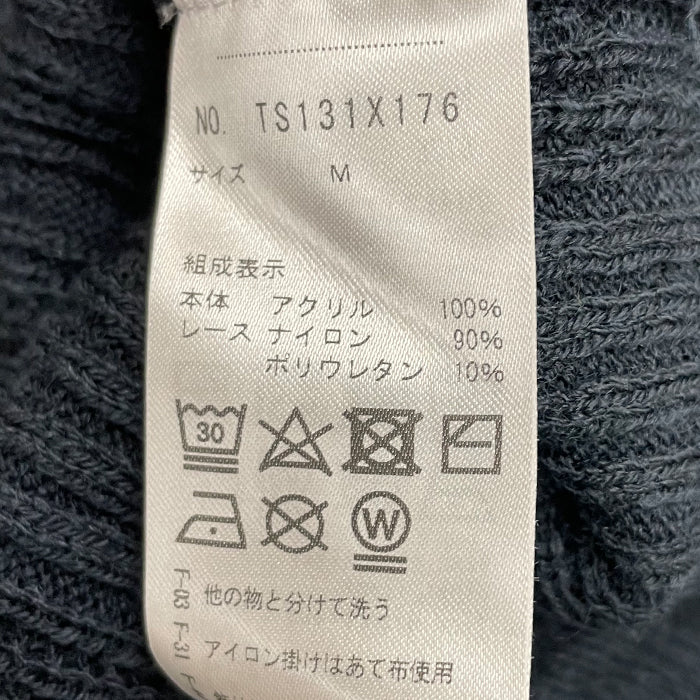 NO. TS131X176
サイズ M
組成表示
本体 アクリル 100%
レース ナイロン 90%
ポリウレタン 10%
30
W
F-03 他の物と分けて洗う
F-31 アイロン掛けはあて布使用